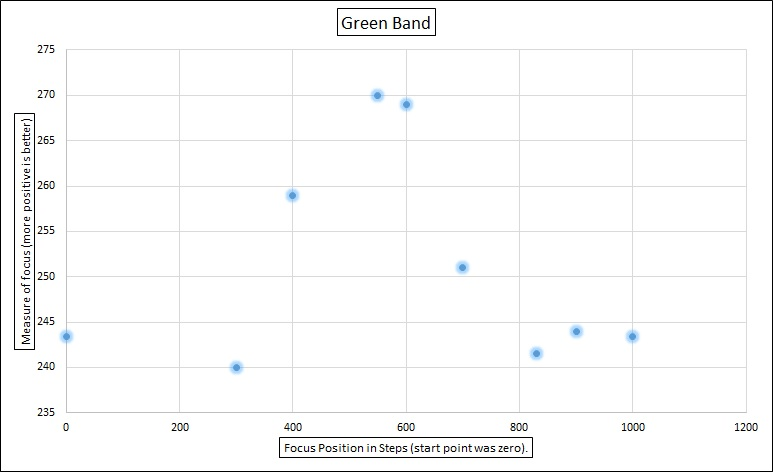 Green Band
275
270
265
260
255
250
245
240
235
Measure of focus (more positive is better)
0 200 400 600 800 1000 1200
Focus Position in Steps (start point was zero).